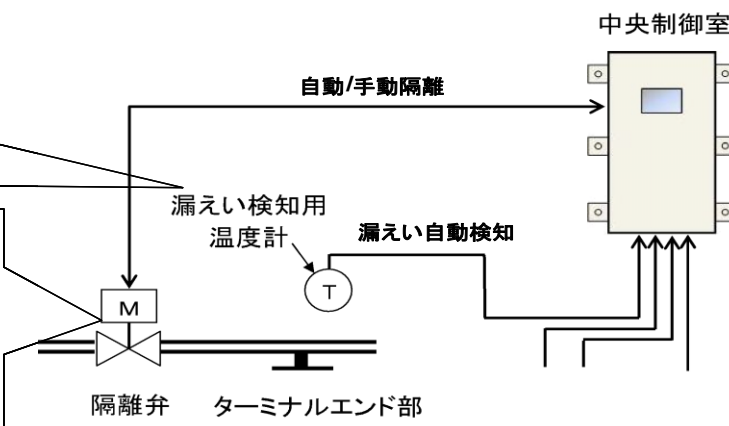 中央制御室
自動/手動隔離
漏えい検知用
温度計
漏えい自動検知
T
M
隔離弁
ターミナルエンド部